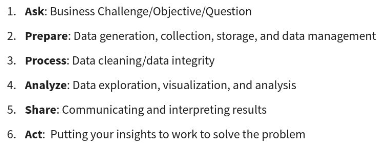 1. Ask: Business Challenge/Objective/Question
2. Prepare: Data generation, collection, storage, and data management
3. Process: Data cleaning/data integrity
4. Analyze: Data exploration, visualization, and analysis
5. Share: Communicating and interpreting results
6. Act: Putting your insights to work to solve the problem